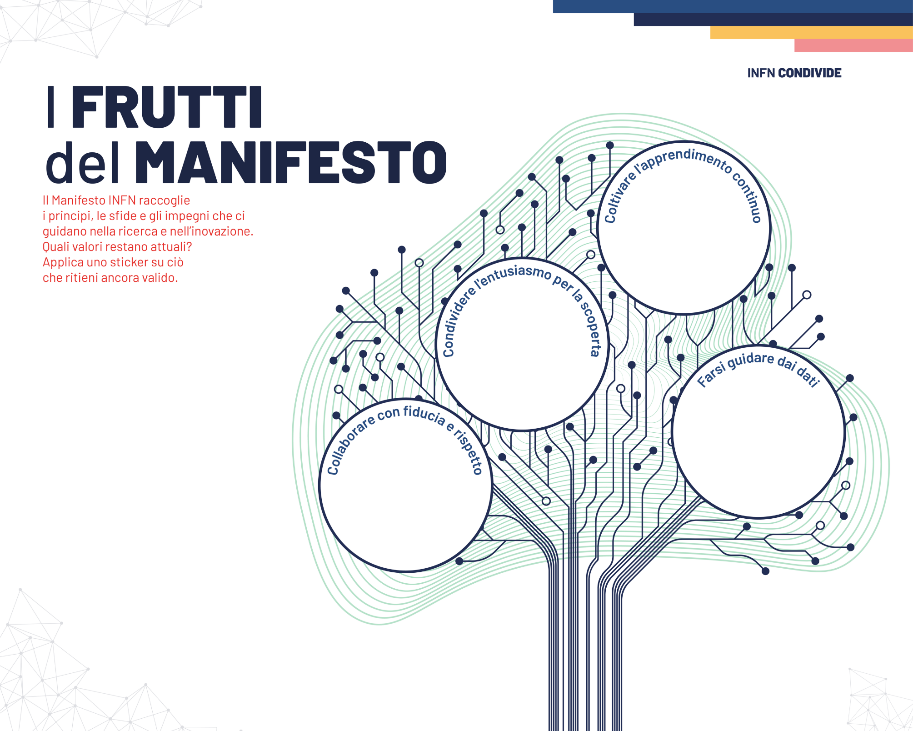 INFN CONDIVIDE
I FRUTTI
del MANIFESTO
Il Manifesto INFN raccoglie
i principi, le sfide e gli impegni che ci
guidano nella ricerca e nell'inovazione.
Quali valori restano attuali?
Applica uno sticker su ciò
che ritieni ancora valido.
Coltivare l'apprendimento continuo
Condividere l'entusiasmo per la scoperta
Farsi guidare dai dati
Collaborare con fiducia e rispetto